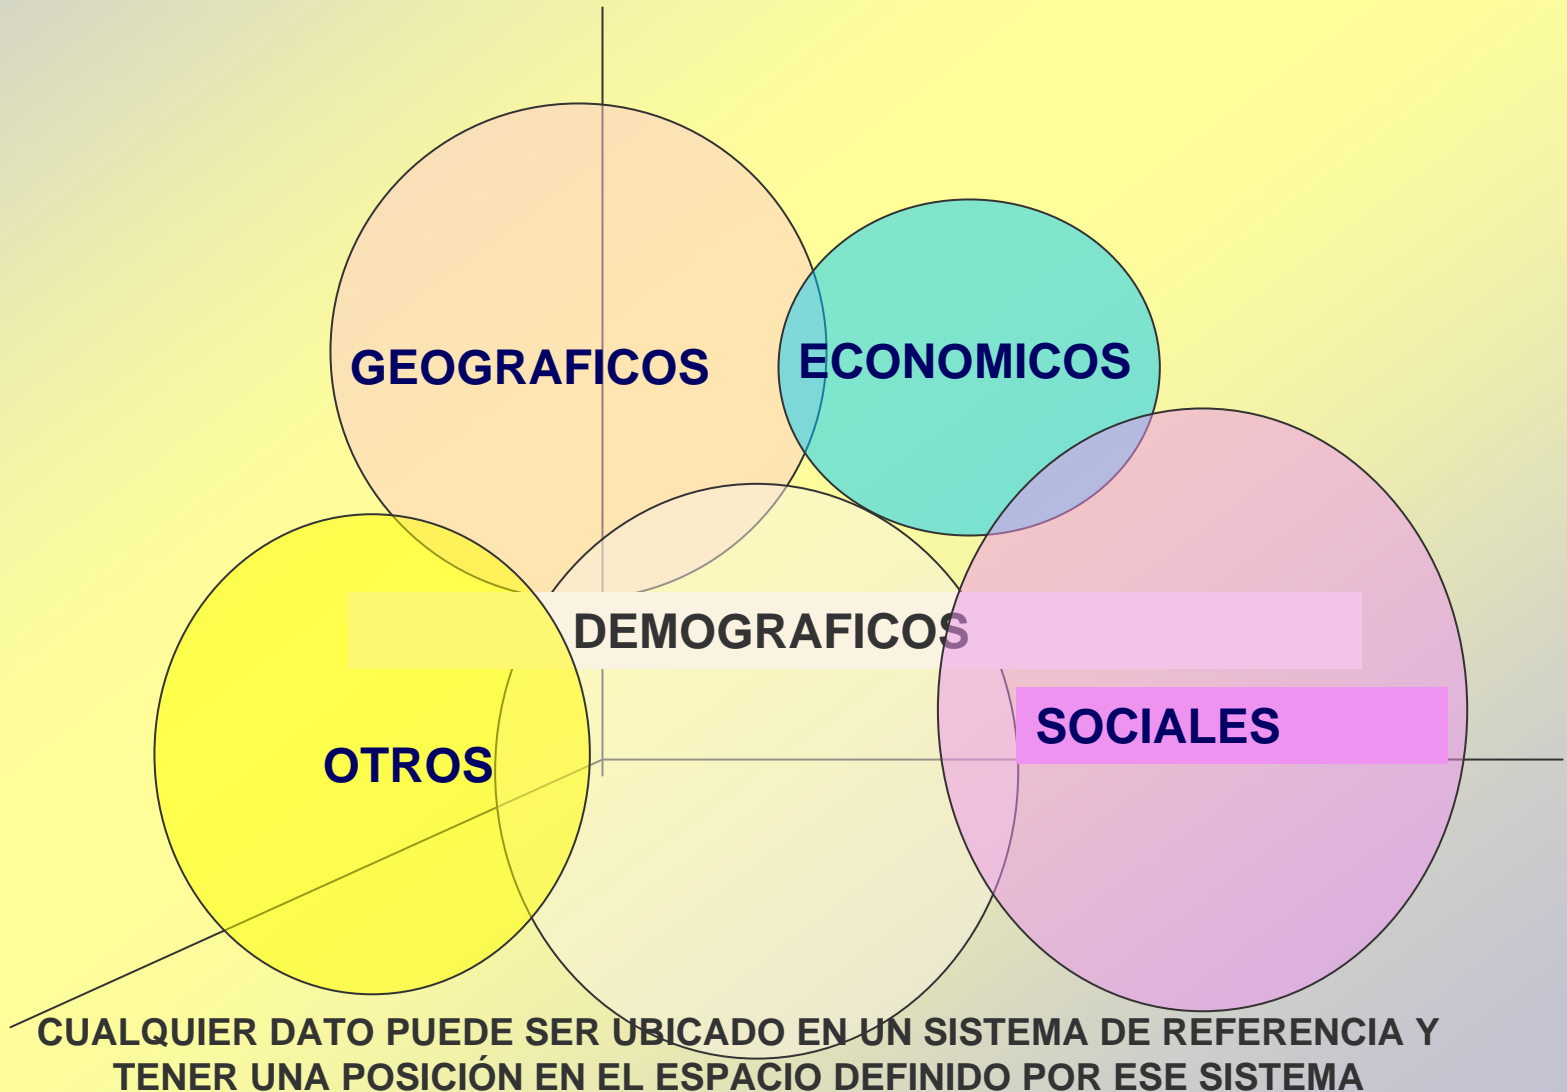 GEOGRAFICOS
ECONOMICOS
DEMOGRAFICOS
SOCIALES
OTROS
CUALQUIER DATO PUEDE SER UBICADO EN UN SISTEMA DE REFERENCIA Y
TENER UNA POSICIÓN EN EL ESPACIO DEFINIDO POR ESE SISTEMA